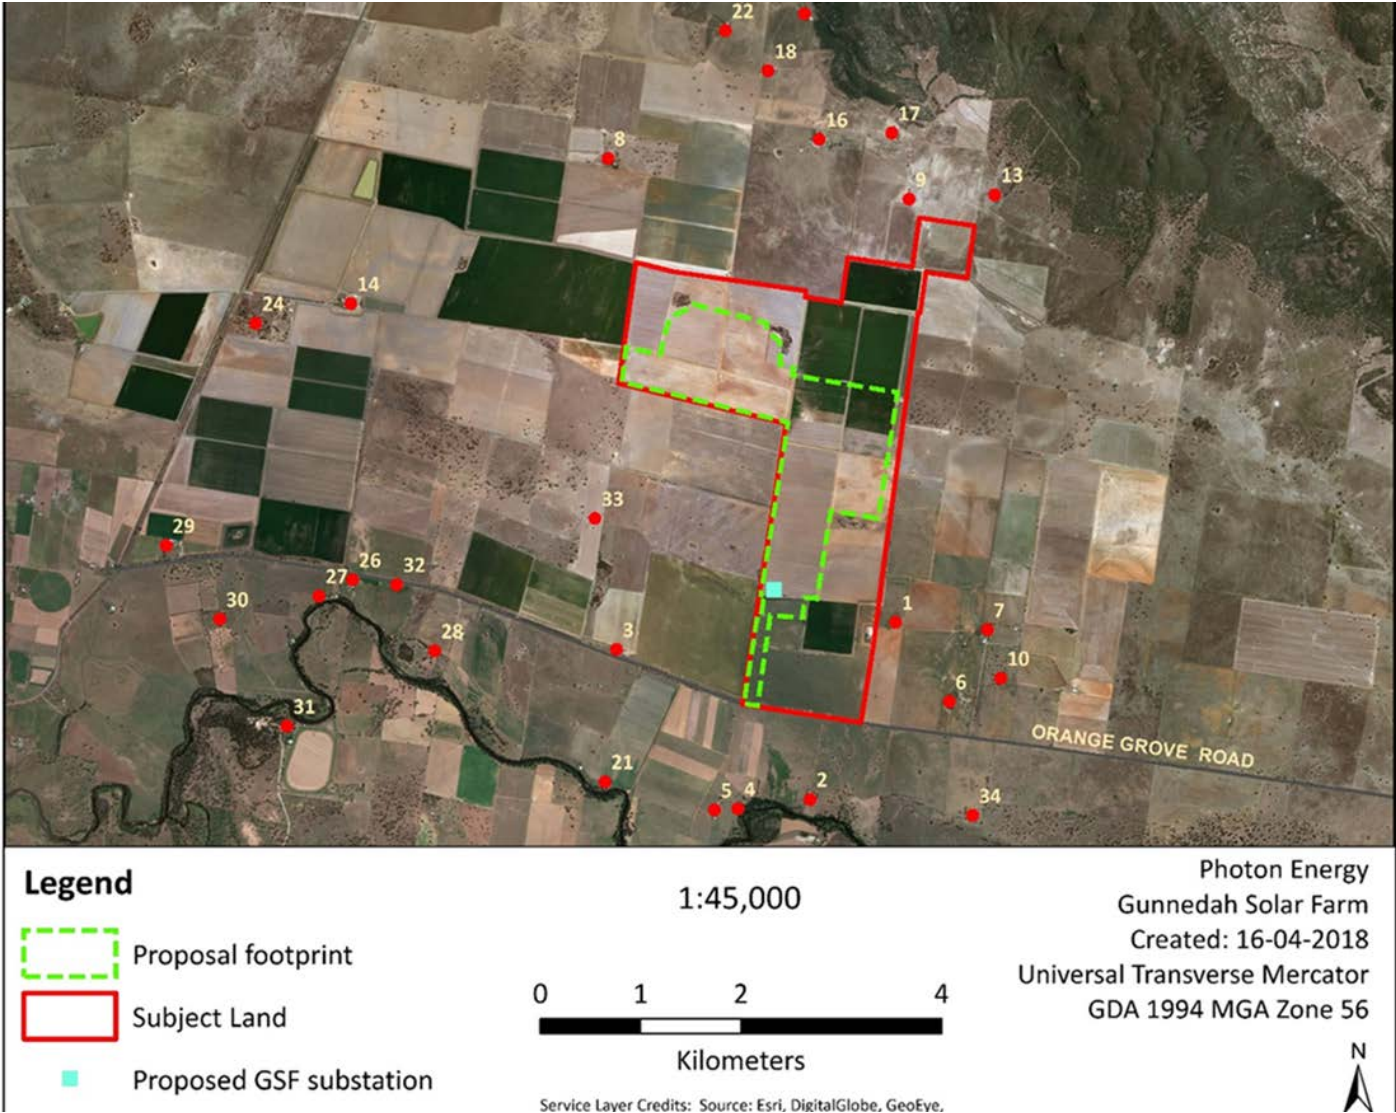 22
18
16
17
8
9
13
14
24
33
29
26
27
32
30
1
7
3
28
10
6
31
ORANGE GROVE ROAD
21
5
4
2
34
Legend
Proposal footprint
Subject Land
Proposed GSF substation
1:45,000
0 1 2 4
Kilometers
Service Layer Credits: Source: Esri, DigitalGlobe, GeoEye,
Photon Energy
Gunnedah Solar Farm
Created: 16-04-2018
Universal Transverse Mercator
GDA 1994 MGA Zone 56
N